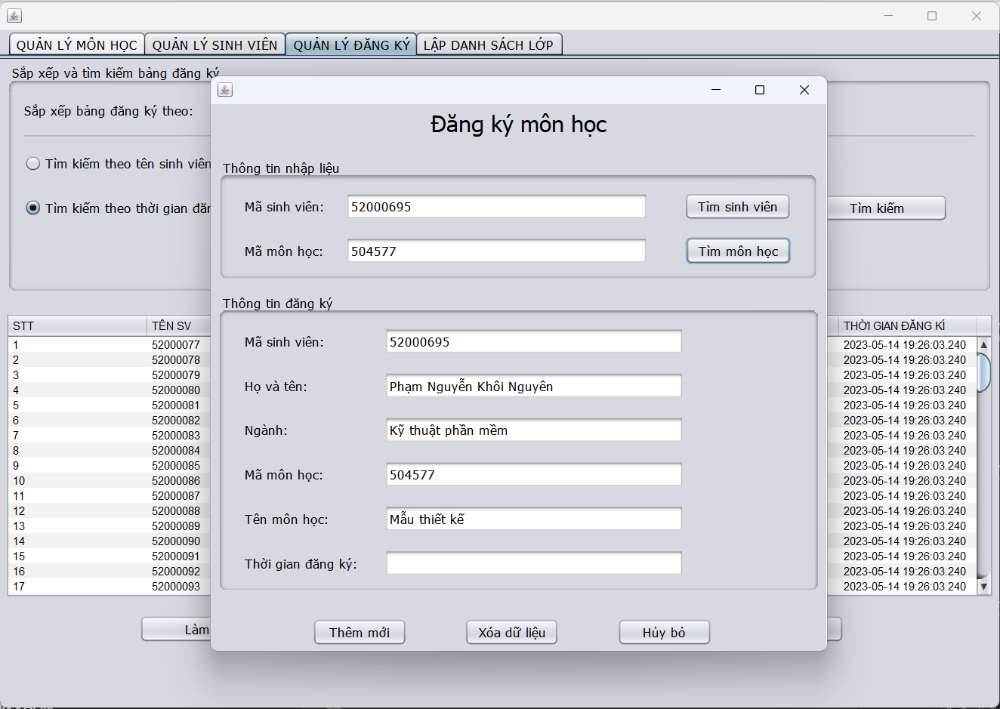 QUẢN LÝ MÔN HỌC QUẢN LÝ SINH VIÊN QUẢN LÝ ĐĂNG KÝ LẬP DANH SÁCH LỚP
Sắp xếp và tìm kiếm bảng đăng ký
Sắp xếp bảng đăng ký theo:
Tìm kiếm theo tên sinh viên
Tìm kiếm theo thời gian đăn
Tìm kiếm
Đăng ký môn học
Thông tin nhập liệu
Mã sinh viên: 52000695 Tìm sinh viên
Mã môn học: 504577 Tìm môn học
Thông tin đăng ký
Mã sinh viên: 52000695
Họ và tên: Phạm Nguyễn Khôi Nguyên
Ngành: Kỹ thuật phần mềm
Mã môn học: 504577
Tên môn học: Mẫu thiết kế
Thời gian đăng ký:
Thêm mới Xóa dữ liệu Hủy bỏ
STT TÊN SV THỜI GIAN ĐĂNG KÍ
1 52000077 2023-05-14 19:26:03.240
2 52000078 2023-05-14 19:26:03.240
3 52000079 2023-05-14 19:26:03.240
4 52000080 2023-05-14 19:26:03.240
5 52000081 2023-05-14 19:26:03.240
6 52000082 2023-05-14 19:26:03.240
7 52000083 2023-05-14 19:26:03.240
8 52000084 2023-05-14 19:26:03.240
9 52000085 2023-05-14 19:26:03.240
10 52000086 2023-05-14 19:26:03.240
11 52000087 2023-05-14 19:26:03.240
12 52000088 2023-05-14 19:26:03.240
13 52000089 2023-05-14 19:26:03.240
14 52000090 2023-05-14 19:26:03.240
15 52000091 2023-05-14 19:26:03.240
16 52000092 2023-05-14 19:26:03.240
17 52000093 2023-05-14 19:26:03.240
Làm